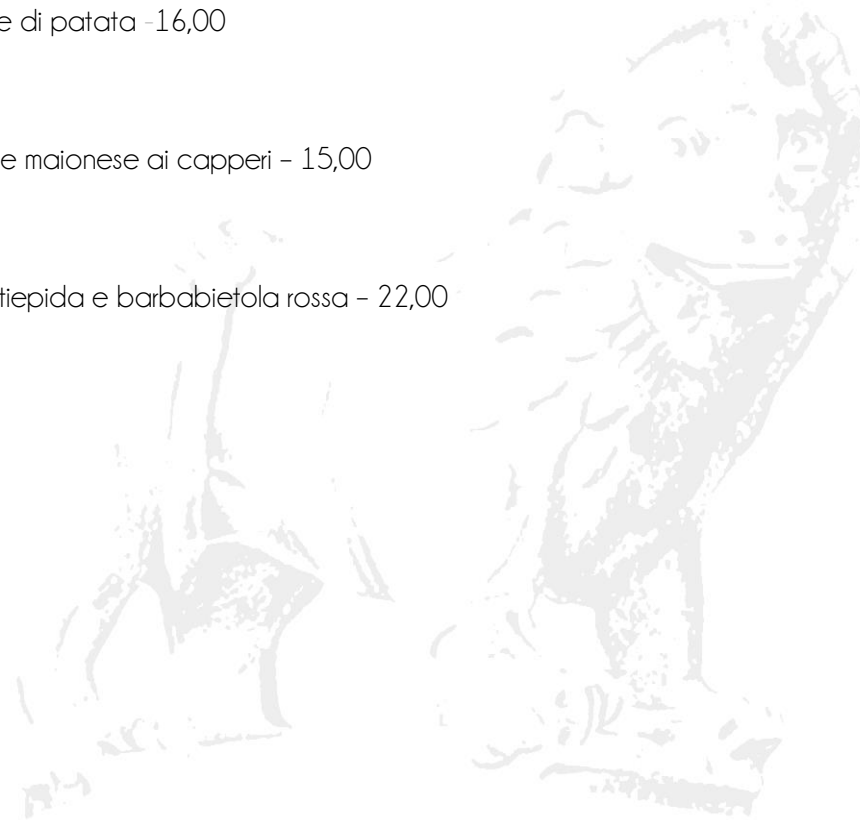 e di patata -16,00
e maionese ai capperi – 15,00
tiepida e barbabietola rossa – 22,00